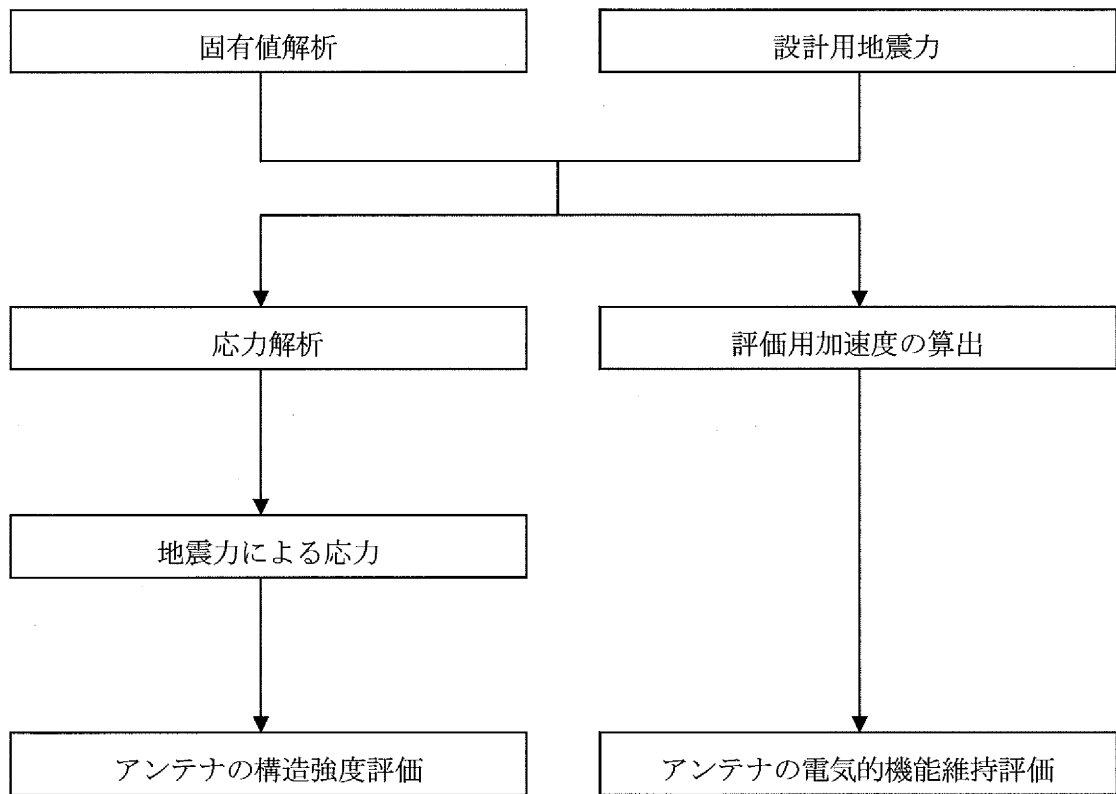 固有値解析
設計用地震力
応力解析
評価用加速度の算出
地震力による応力
アンテナの構造強度評価
アンテナの電気的機能維持評価